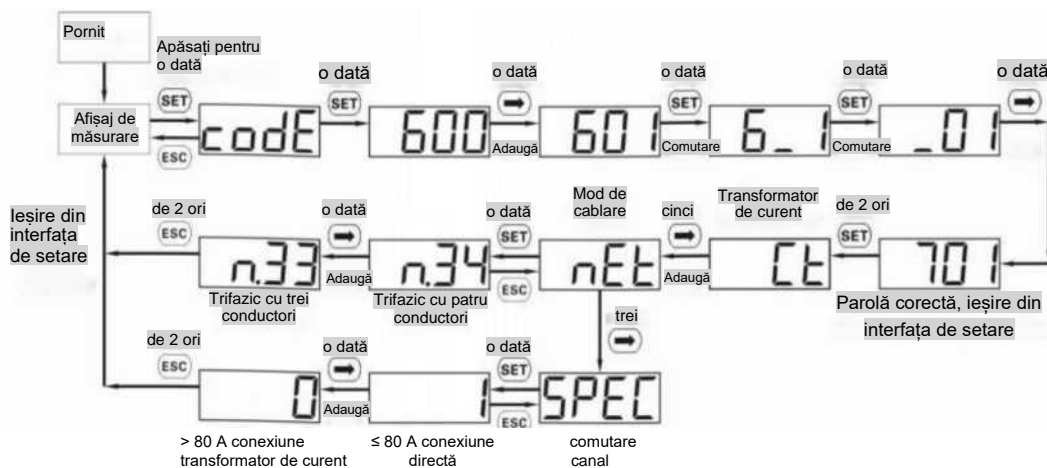 Pornit
Apăsați pentru
o dată
SET
Afișaj de
măsurare
ESC
codE
o dată
SET
600
o dată
Adaugă
601
o dată
SET
Comutare
6_1
o dată
SET
Comutare
_01
o dată
701
Parolă corectă, ieșire din
interfața de setare
de 2 ori
SET
Transformator
de curent
Ct
cinci
Adaugă
Mod de
cablare
nEt
o dată
SET
ESC
n.34
Trifazic cu patru
conductori
o dată
Adaugă
n.33
Trifazic cu trei
conductori
de 2 ori
ESC
Ieșire din
interfața
de setare
trei
SPEC
comutare
canal
o dată
SET
ESC
1
≤ 80 A conexiune
directă
o dată
Adaugă
0
> 80 A conexiune
transformator de curent
de 2 ori
ESC